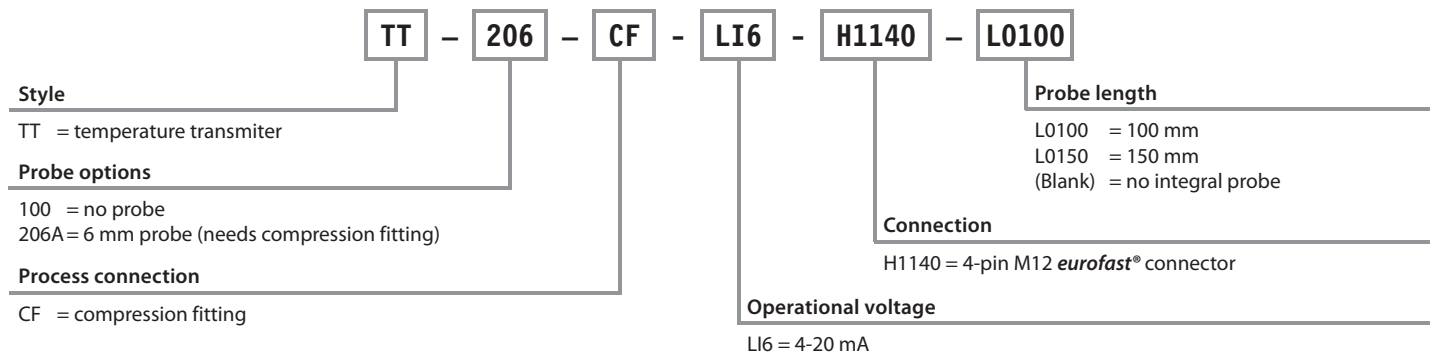 TT – 206 – CF - LI6 - H1140 – L0100
Style
TT = temperature transmiter
Probe options
100 = no probe
206A= 6 mm probe (needs compression fitting)
Process connection
CF = compression fitting
Probe length
L0100 = 100 mm
L0150 = 150 mm
(Blank) = no integral probe
Connection
H1140 = 4-pin M12 eurofast® connector
Operational voltage
LI6 = 4-20 mA